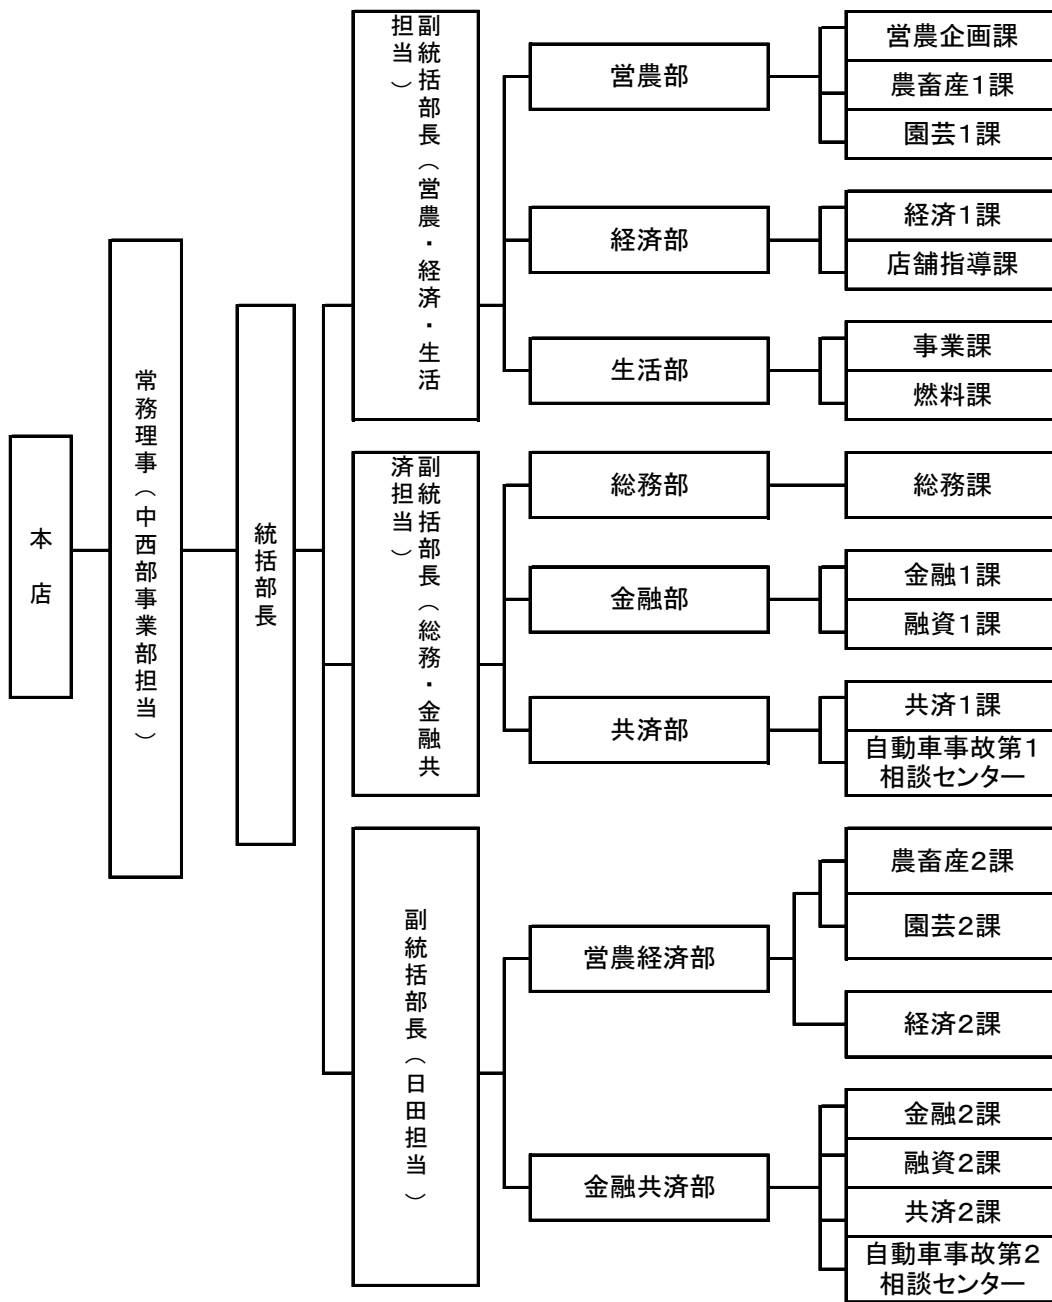 本店
常務理事（中西部事業部担当）
統括部長
副統括部長（営農・経済・生活
担当）
営農部
営農企画課
農畜産１課
園芸１課
経済部
経済１課
店舗指導課
生活部
事業課
燃料課
副統括部長（総務・金融共
済担当）
総務部
総務課
金融部
金融１課
融資１課
共済部
共済１課
自動車事故第１
相談センター
副統括部長（日田担当）
営農経済部
農畜産２課
園芸２課
経済２課
金融共済部
金融２課
融資２課
共済２課
自動車事故第２
相談センター